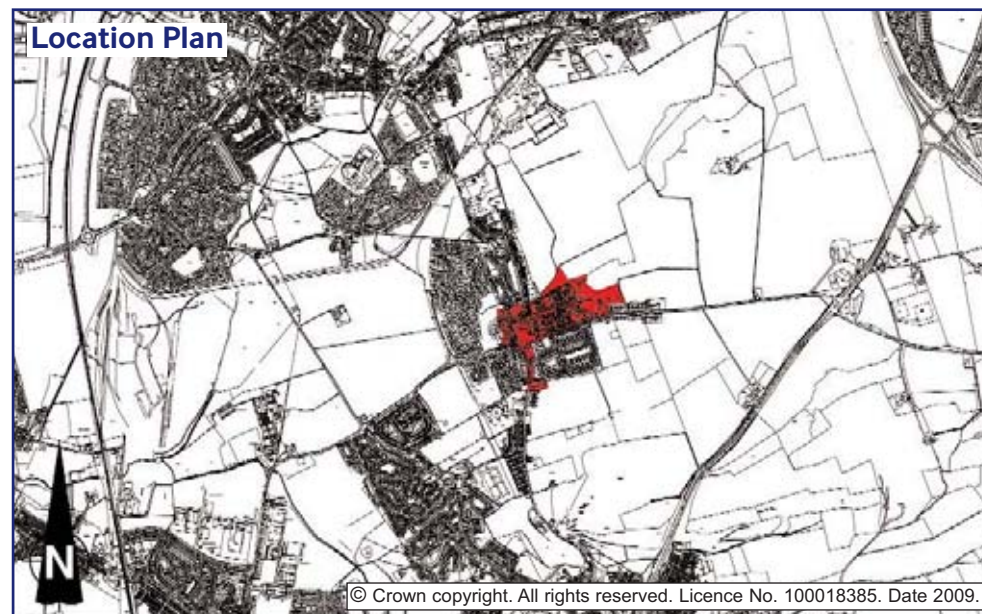 Location Plan
N
© Crown copyright. All rights reserved. Licence No. 100018385. Date 2009.